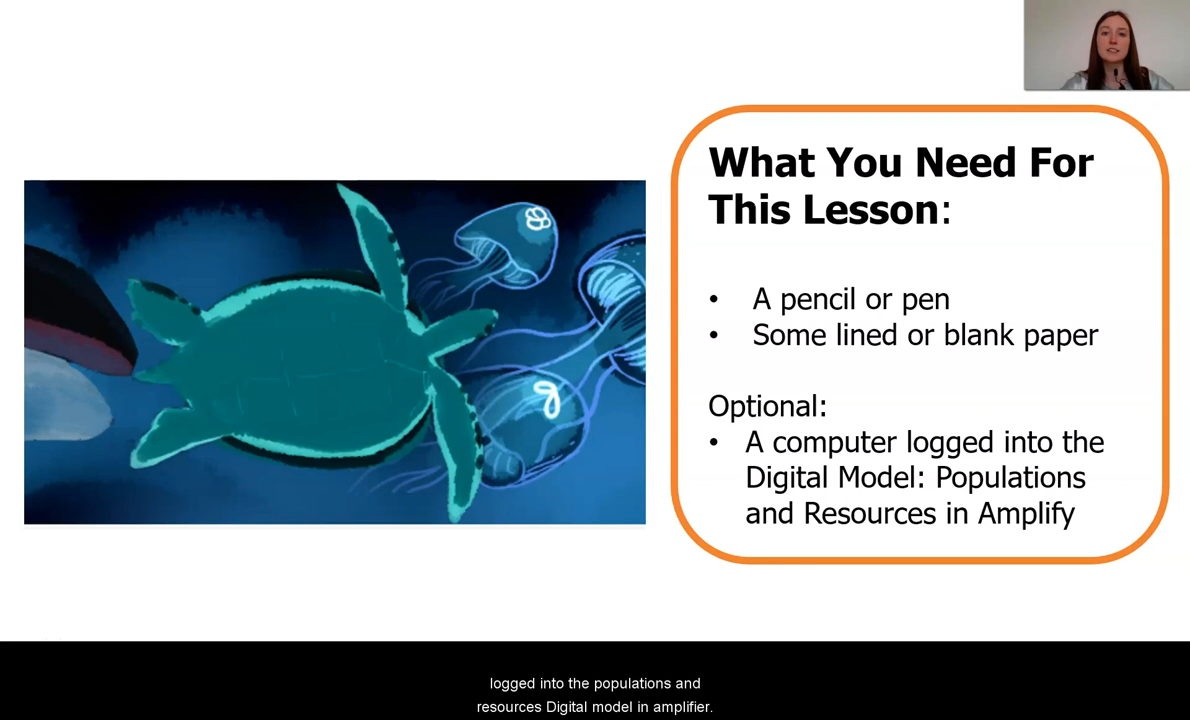 What You Need For
This Lesson:
• A pencil or pen
• Some lined or blank paper
Optional:
• A computer logged into the
Digital Model: Populations
and Resources in Amplify
logged into the populations and
resources Digital model in amplifier.